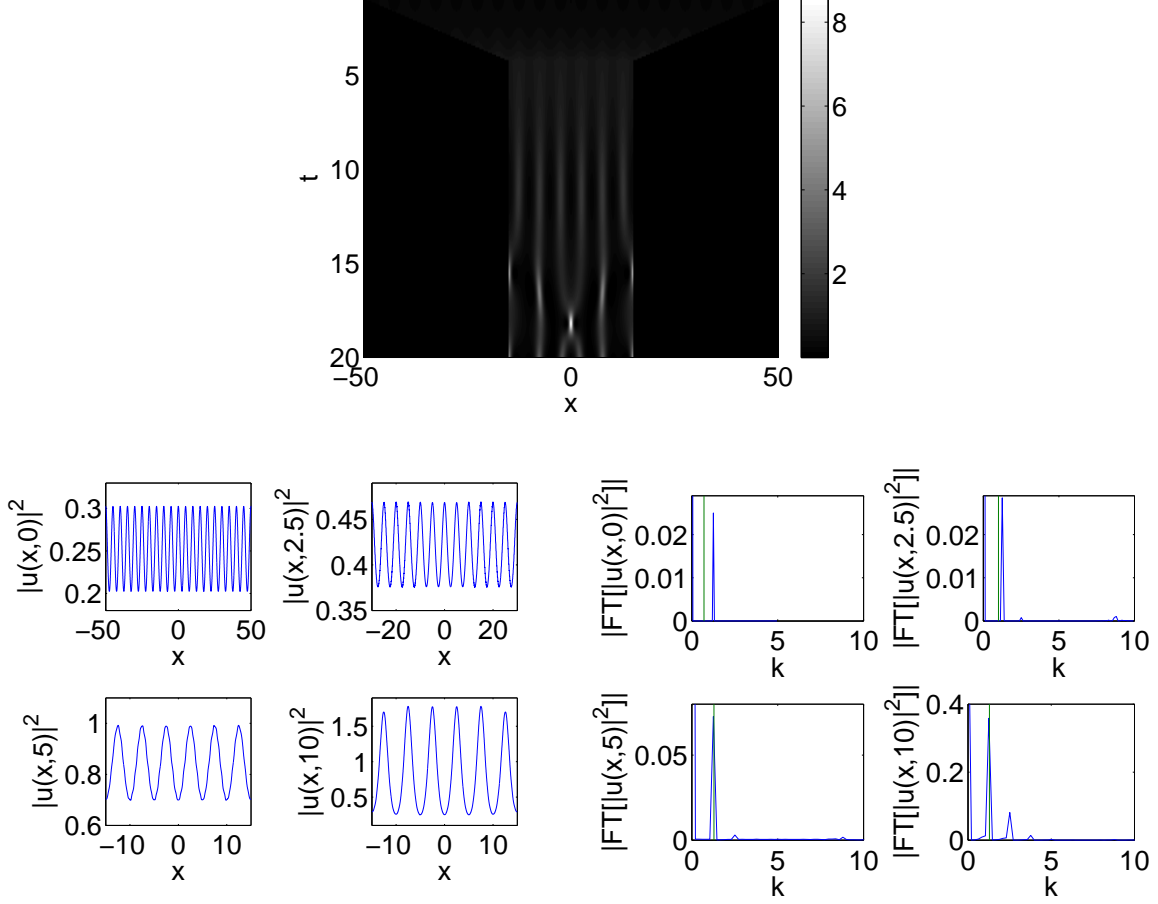 8
6
4
2
t
5
10
15
20
−50 0 50
x
|u(x,0)|²
0.3
0.25
0.2
−50 0 50
x
|u(x,2.5)|²
0.45
0.4
0.35
−20 0 20
x
|FT[|u(x,0)|²]|
0.02
0.01
0
0 5 10
k
|FT[|u(x,2.5)|²]|
0.02
0.01
0
0 5 10
k
|u(x,5)|²
1
0.8
0.6
−10 0 10
x
|u(x,10)|²
1.5
1
0.5
−10 0 10
x
|FT[|u(x,5)|²]|
0.05
0
0 5 10
k
|FT[|u(x,10)|²]|
0.4
0.2
0
0 5 10
k